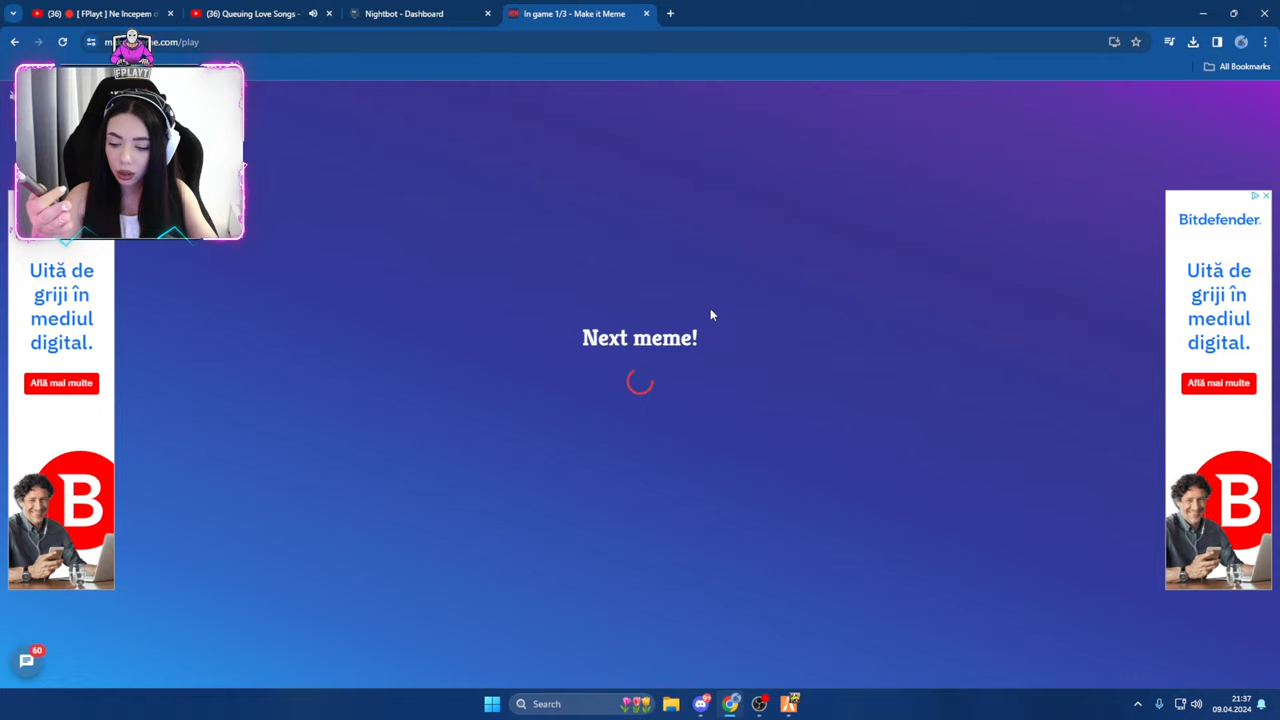 (36) 🔴 [ FPlayt ] Ne Incepem d
(36) Queuing Love Songs -
Nightbot - Dashboard
In game 1/3 - Make it Meme
.com/play
All Bookmarks
FPLAYT
Next meme!
Uită de
griji în
mediul
digital.
Află mai multe
B
Bitdefender.
Uită de
griji în
mediul
digital.
Află mai multe
B
60
Search
21:37
09.04.2024